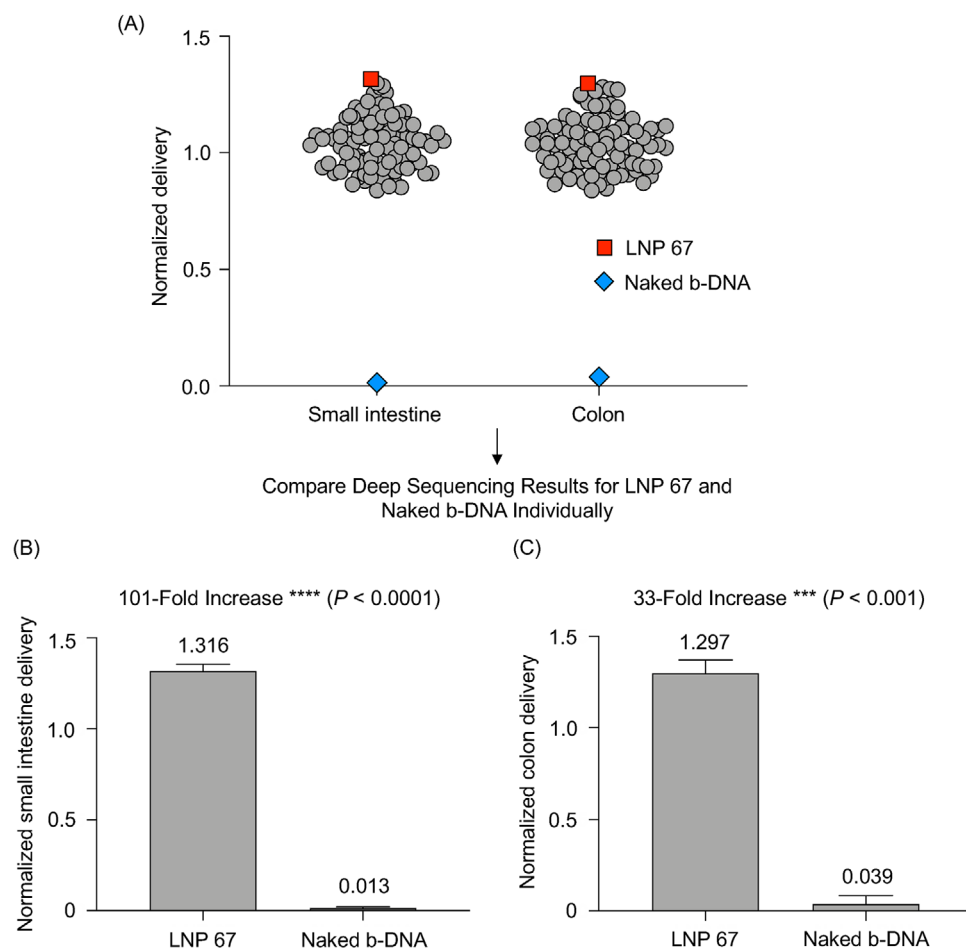 (A)
Normalized delivery
1.5
1.0
0.5
0.0
LNP 67
Naked b-DNA
Small intestine
Colon
Compare Deep Sequencing Results for LNP 67 and
Naked b-DNA Individually
(B)
101-Fold Increase **** (P < 0.0001)
Normalized small intestine delivery
1.5
1.0
0.5
0
1.316
0.013
LNP 67
Naked b-DNA
(C)
33-Fold Increase *** (P < 0.001)
Normalized colon delivery
1.5
1.0
0.5
0
1.297
0.039
LNP 67
Naked b-DNA